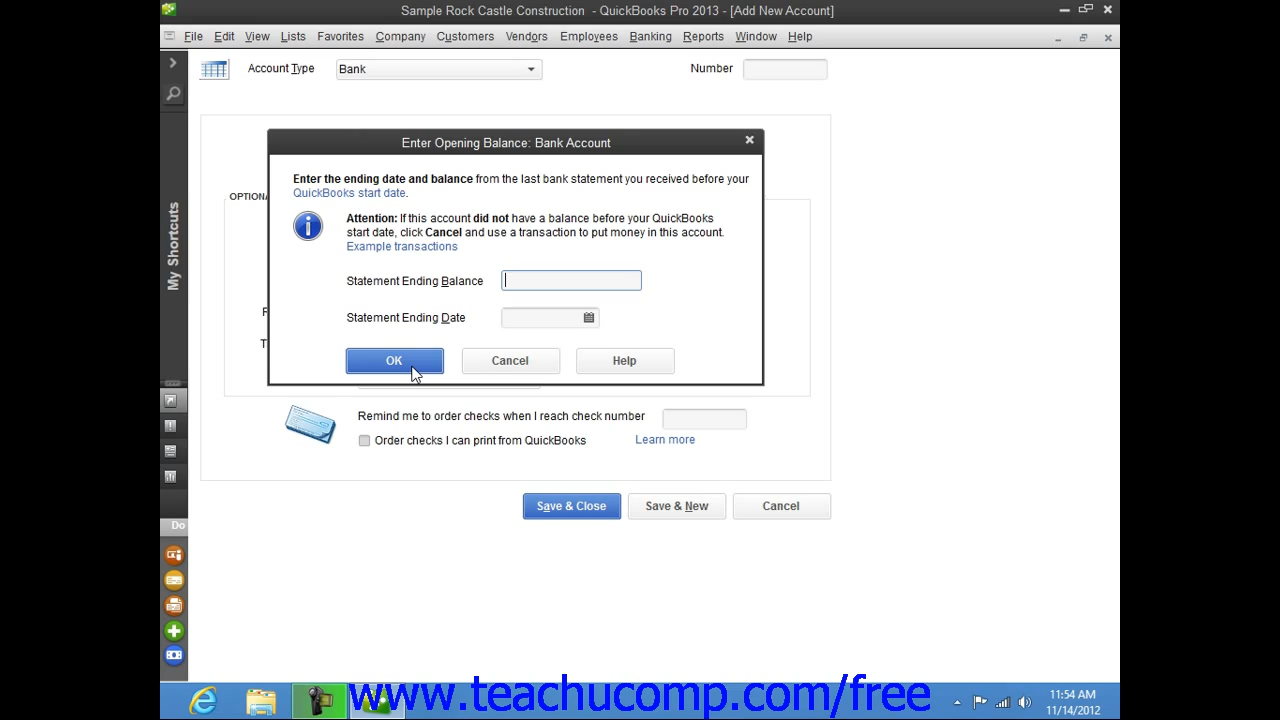 Sample Rock Castle Construction - QuickBooks Pro 2013 - [Add New Account]
File Edit View Lists Favorites Company Customers Vendors Employees Banking Reports Window Help
Account Type Bank Number
Enter Opening Balance: Bank Account
Enter the ending date and balance from the last bank statement you received before your
QuickBooks start date.
OPTIONA
Attention: If this account did not have a balance before your QuickBooks
start date, click Cancel and use a transaction to put money in this account.
Example transactions
My Shortcuts
Statement Ending Balance
F
Statement Ending Date
T
OK Cancel Help
Remind me to order checks when I reach check number
Order checks I can print from QuickBooks Learn more
Save & Close Save & New Cancel
Do
www.teachucomp.com/free
11:54 AM
11/14/2012